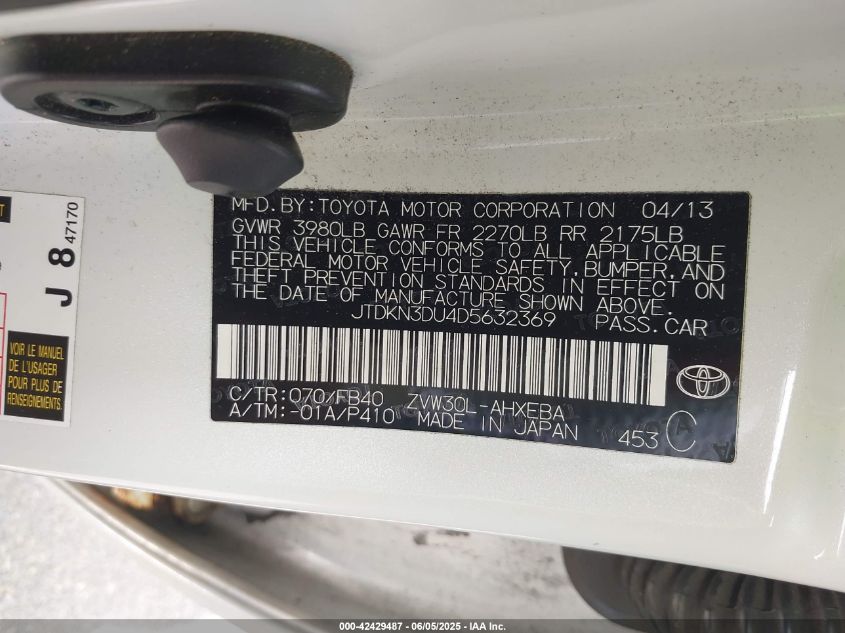 MFD.BY:TOYOTA MOTOR CORPORATION 04/13
GVWR 3980LB GAWR FR 2270LB RR 2175LB
THIS VEHICLE CONFORMS TO ALL APPLICABLE
FEDERAL MOTOR VEHICLE SAFETY,BUMPER,AND
THEFT PREVENTION STANDARDS IN EFFECT ON
THE DATE OF MANUFACTURE SHOWN ABOVE.
JTDKN3DU4D5632369 PASS.CAR
C/TR:070/FB40 ZVW30L-AHXEBA
A/TM:-01A/P410 MADE IN JAPAN 453 C
J 8 47170
VOIR LE MANUEL
DE L'USAGER
POUR PLUS DE
RENSEIGNEMENTS.
000-42429487 - 06/05/2025 - IAA Inc.